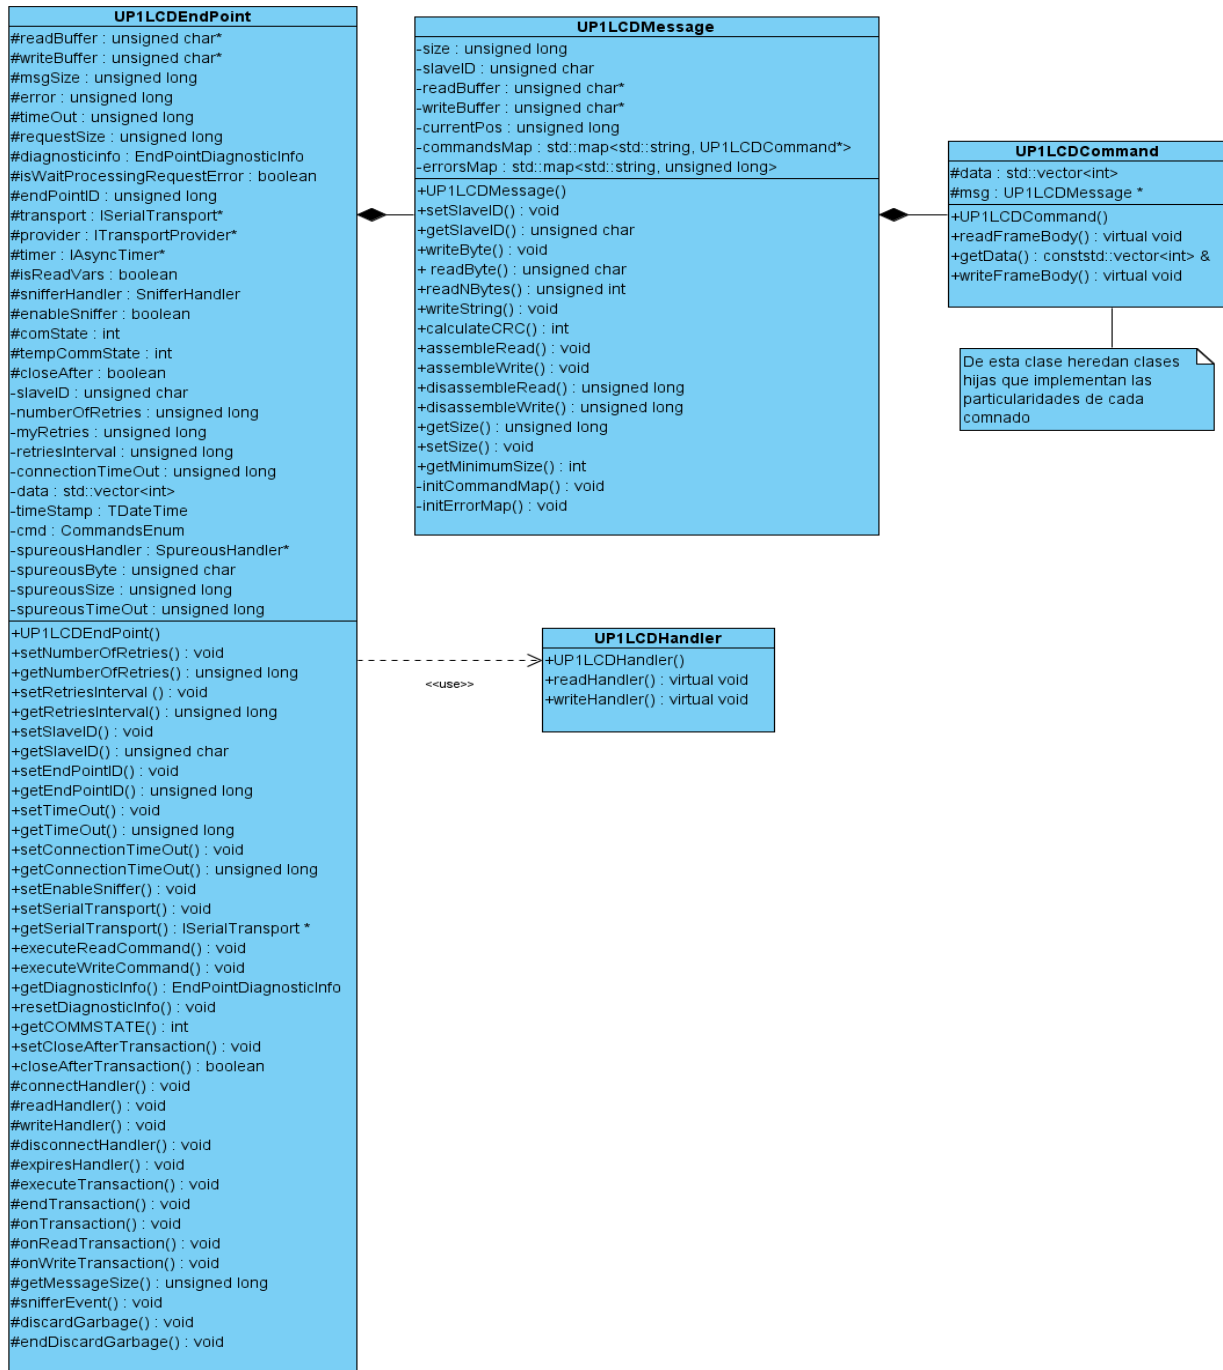 UP1LCDEndPoint
#readBuffer : unsigned char*
#writeBuffer : unsigned char*
#msgSize : unsigned long
#error : unsigned long
#timeOut : unsigned long
#requestSize : unsigned long
#diagnosticinfo : EndPointDiagnosticInfo
#isWaitProcessingRequestError : boolean
#endPointID : unsigned long
#transport : ISerialTransport*
#provider : ITransportProvider*
#timer : IAsyncTimer*
#isReadVars : boolean
#snifferHandler : SnifferHandler
#enableSniffer : boolean
#comState : int
#tempCommState : int
#closeAfter : boolean
-slaveID : unsigned char
-numberOfRetries : unsigned long
-myRetries : unsigned long
-retriesInterval : unsigned long
-connectionTimeOut : unsigned long
-data : std::vector<int>
-timeStamp : TDateTime
-cmd : CommandsEnum
-spureousHandler : SpureousHandler*
-spureousByte : unsigned char
-spureousSize : unsigned long
-spureousTimeOut : unsigned long
+UP1LCDEndPoint()
+setNumberOfRetries() : void
+getNumberOfRetries() : unsigned long
+setRetriesInterval () : void
+getRetriesInterval() : unsigned long
+setSlaveID() : void
+getSlaveID() : unsigned char
+setEndPointID() : void
+getEndPointID() : unsigned long
+setTimeOut() : void
+getTimeOut() : unsigned long
+setConnectionTimeOut() : void
+getConnectionTimeOut() : unsigned long
+setEnableSniffer() : void
+setSerialTransport() : void
+getSerialTransport() : ISerialTransport *
+executeReadCommand() : void
+executeWriteCommand() : void
+getDiagnosticInfo() : EndPointDiagnosticInfo
+resetDiagnosticInfo() : void
+getCOMMSTATE() : int
+setCloseAfterTransaction() : void
+closeAfterTransaction() : boolean
#connectHandler() : void
#readHandler() : void
#writeHandler() : void
#disconnectHandler() : void
#expiresHandler() : void
#executeTransaction() : void
#endTransaction() : void
#onTransaction() : void
#onReadTransaction() : void
#onWriteTransaction() : void
#getMessageSize() : unsigned long
#snifferEvent() : void
#discardGarbage() : void
#endDiscardGarbage() : void
UP1LCDMessage
-size : unsigned long
-slaveID : unsigned char
-readBuffer : unsigned char*
-writeBuffer : unsigned char*
-currentPos : unsigned long
-commandsMap : std::map<std::string, UP1LCDCommand*>
-errorsMap : std::map<std::string, unsigned long>
+UP1LCDMessage()
+setSlaveID() : void
+getSlaveID() : unsigned char
+writeByte() : void
+ readByte() : unsigned char
+readNBytes() : unsigned int
+writeString() : void
+calculateCRC() : int
+assembleRead() : void
+assembleWrite() : void
+disassembleRead() : unsigned long
+disassembleWrite() : unsigned long
+getSize() : unsigned long
+setSize() : void
+getMinimumSize() : int
-initCommandMap() : void
-initErrorMap() : void
UP1LCDCommand
#data : std::vector<int>
#msg : UP1LCDMessage *
+UP1LCDCommand()
+readFrameBody() : virtual void
+getData() : conststd::vector<int> &
+writeFrameBody() : virtual void
De esta clase heredan clases
hijas que implementan las
particularidades de cada
comnado
<<use>>
UP1LCDHandler
+UP1LCDHandler()
+readHandler() : virtual void
+writeHandler() : virtual void